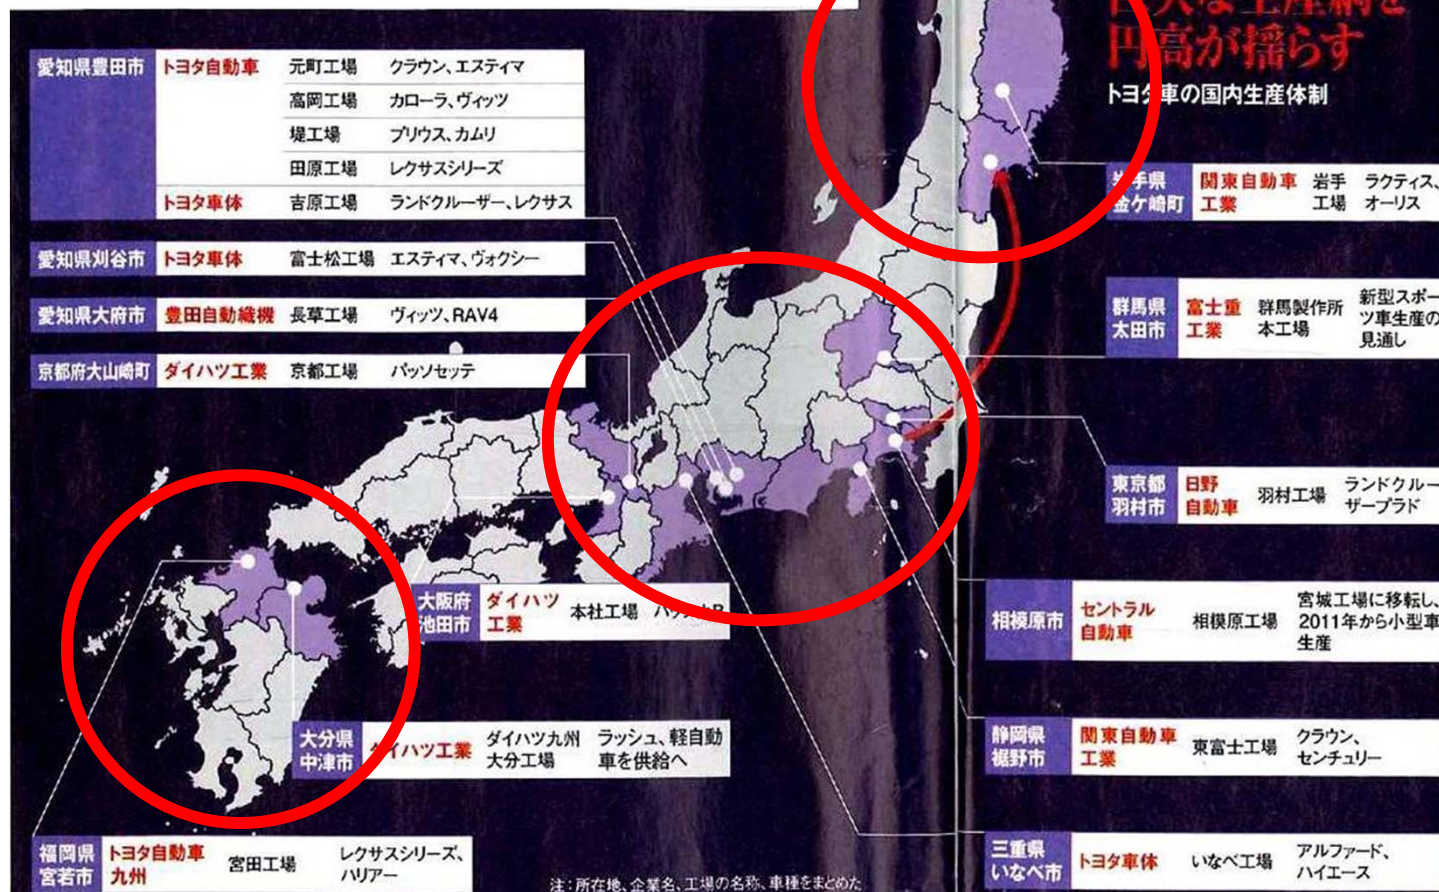 円高が揺らす
トヨタ車の国内生産体制
愛知県豊田市 トヨタ自動車 元町工場 クラウン、エスティマ
高岡工場 カローラ、ヴィッツ
堤工場 プリウス、カムリ
田原工場 レクサスシリーズ
トヨタ車体 吉原工場 ランドクルーザー、レクサス
愛知県刈谷市 トヨタ車体 富士松工場 エスティマ、ヴォクシー
愛知県大府市 豊田自動織機 長草工場 ヴィッツ、RAV4
京都府大山崎町 ダイハツ工業 京都工場 パッソセッテ
岩手県 関東自動車 岩手 ラクティス、
金ケ崎町 工業 工場 オーリス
群馬県 富士重 群馬製作所 新型スポー
太田市 工業 本工場 ツ車生産の
見通し
東京都 日野 羽村工場 ランドクルー
羽村市 自動車 ザープラド
大阪府 ダイハツ 本社工場
池田市 工業
相模原市 セントラル 相模原工場 宮城工場に移転し、
自動車 2011年から小型車
生産
大分県 ダイハツ工業 ダイハツ九州 ラッシュ、軽自動
中津市 大分工場 車を供給へ
静岡県 関東自動車 東富士工場 クラウン、
裾野市 工業 センチュリー
福岡県 トヨタ自動車 宮田工場 レクサスシリーズ、
宮若市 九州 ハリアー
三重県 トヨタ車体 いなべ工場 アルファード、
いなべ市 ハイエース
注:所在地、企業名、工場の名称、車種をまとめた